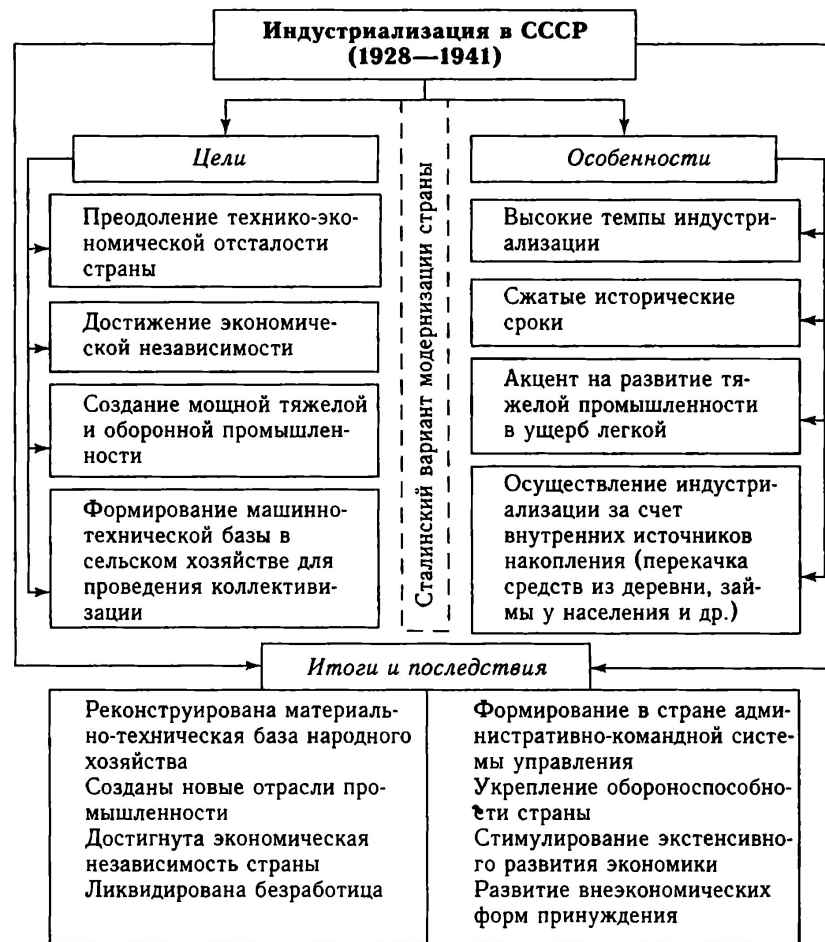 Индустриализация в СССР
(1928—1941)
Цели
Преодоление технико-эко-
номической отсталости
страны
Достижение экономиче-
ской независимости
Создание мощной тяжелой
и оборонной промышлен-
ности
Формирование машинно-
технической базы в
сельском хозяйстве для
проведения коллективи-
зации
Сталинский вариант модернизации страны
Особенности
Высокие темпы индустри-
ализации
Сжатые исторические
сроки
Акцент на развитие тя-
желой промышленности
в ущерб легкой
Осуществление индустри-
ализации за счет
внутренних источников
накопления (перекачка
средств из деревни, зай-
мы у населения и др.)
Итоги и последствия
Реконструирована материаль-
но-техническая база народного
хозяйства
Созданы новые отрасли про-
мышленности
Достигнута экономическая
независимость страны
Ликвидирована безработица
Формирование в стране адми-
нистративно-командной систе-
мы управления
Укрепление обороноспособно-
сти страны
Стимулирование экстенсивно-
го развития экономики
Развитие внеэкономических
форм принуждения